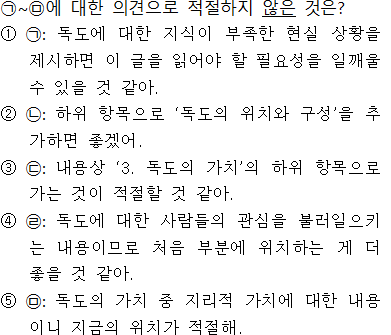 ㉠~㉤에 대한 의견으로 적절하지 않은 것은?
① ㉠: 독도에 대한 지식이 부족한 현실 상황을
제시하면 이 글을 읽어야 할 필요성을 일깨울
수 있을 것 같아.
② ㉡: 하위 항목으로 ‘독도의 위치와 구성’을 추
가하면 좋겠어.
③ ㉢: 내용상 ‘3. 독도의 가치’의 하위 항목으로
가는 것이 적절할 것 같아.
④ ㉣: 독도에 대한 사람들의 관심을 불러일으키
는 내용이므로 처음 부분에 위치하는 게 더
좋을 것 같아.
⑤ ㉤: 독도의 가치 중 지리적 가치에 대한 내용
이니 지금의 위치가 적절해.